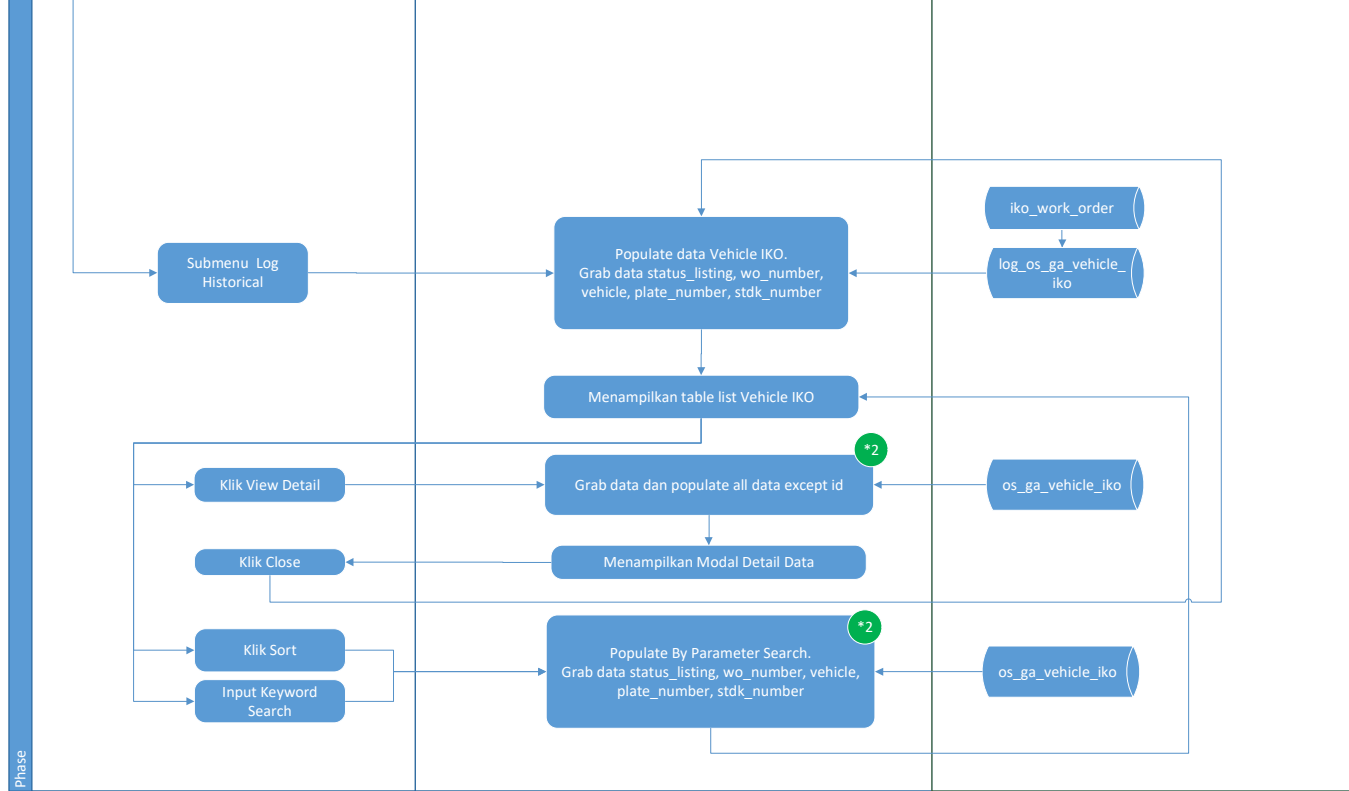 iko_work_order
Submenu Log
Historical
Populate data Vehicle IKO.
Grab data status_listing, wo_number,
vehicle, plate_number, stdk_number
log_os_ga_vehicle_
iko
Menampilkan table list Vehicle IKO
*2
Klik View Detail
Grab data dan populate all data except id
os_ga_vehicle_iko
Klik Close
Menampilkan Modal Detail Data
*2
Klik Sort
Populate By Parameter Search.
Grab data status_listing, wo_number, vehicle,
plate_number, stdk_number
os_ga_vehicle_iko
Input Keyword
Search
Phase